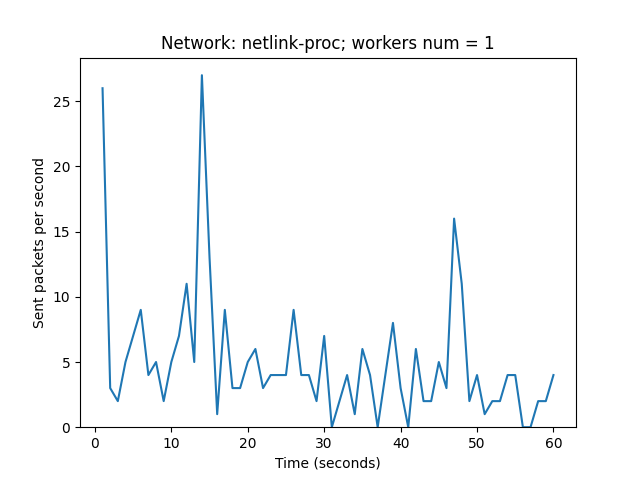 Network: netlink-proc; workers num = 1
Sent packets per second
25
20
15
10
5
0
0 10 20 30 40 50 60
Time (seconds)